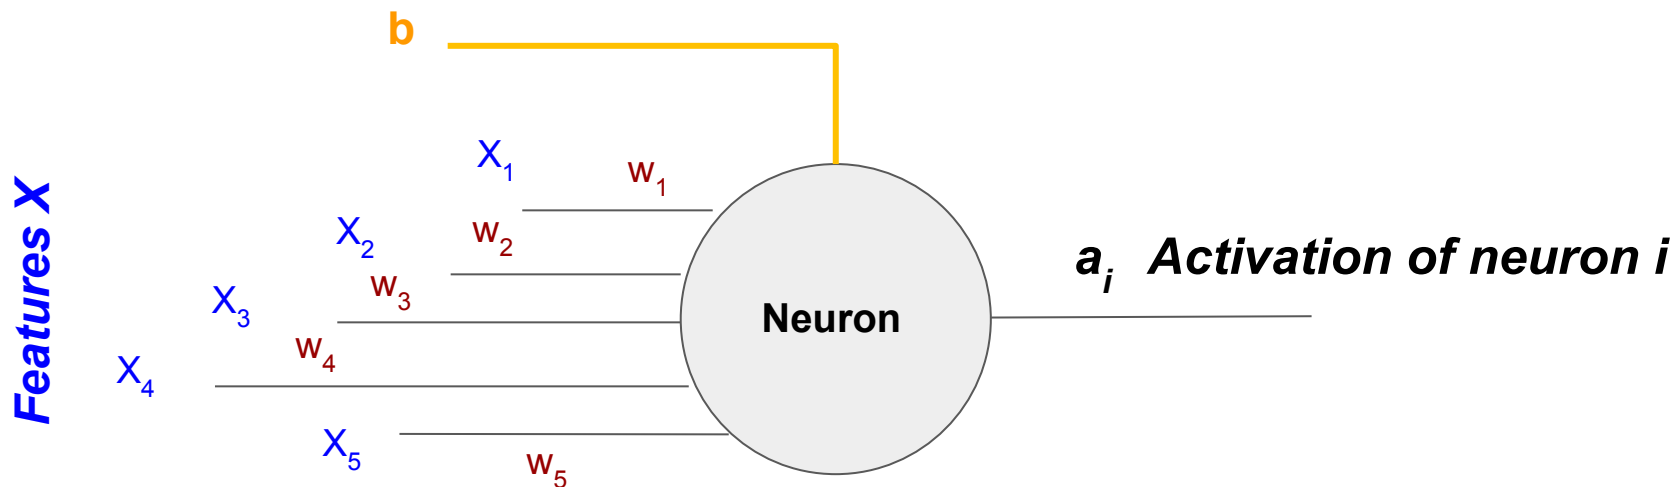 b
X₁
w₁
X₂
w₂
X₃
w₃
X₄
w₄
X₅
w₅
Features X
Neuron
aᵢ Activation of neuron i